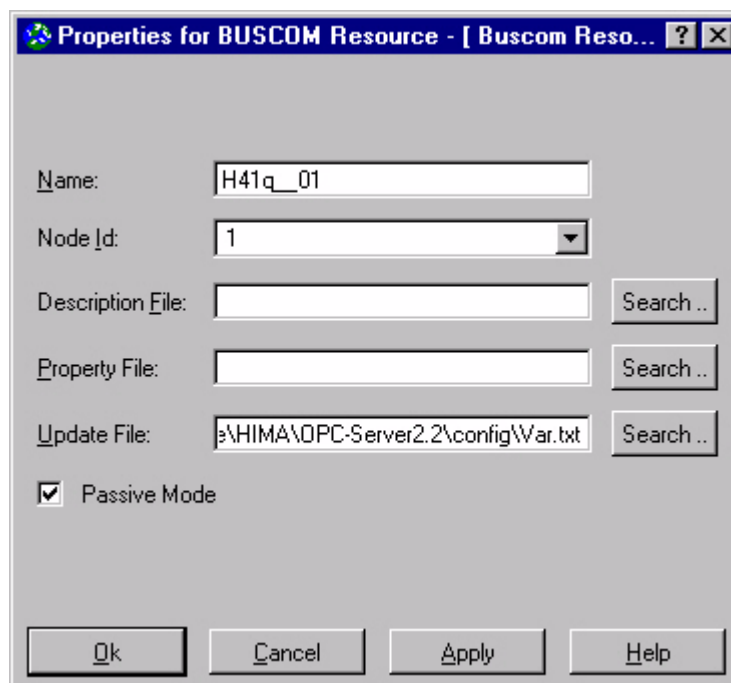 Properties for BUSCOM Resource - [ Buscom Reso... ? ×
Name: H41q__01
Node Id: 1
Description File: Search ..
Property File: Search ..
Update File: e\HIMA\OPC-Server2.2\config\Var.txt Search ..
Passive Mode
Ok Cancel Apply Help